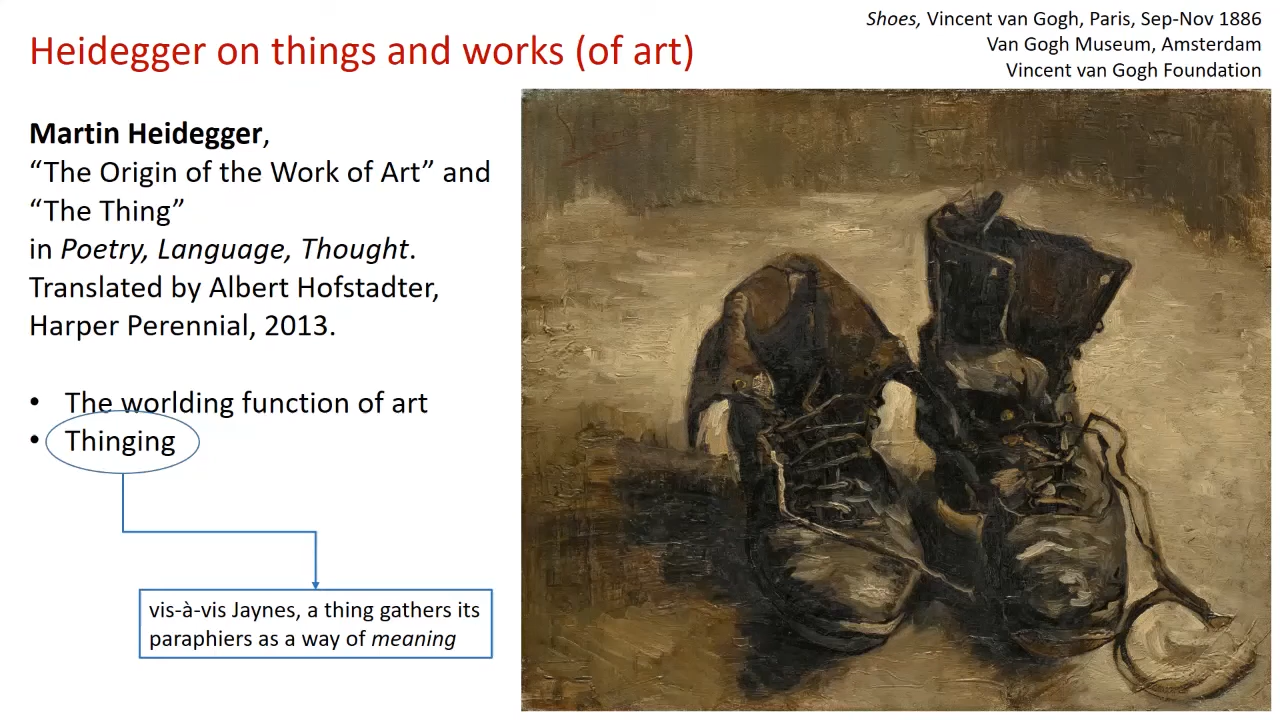 Heidegger on things and works (of art)
Shoes, Vincent van Gogh, Paris, Sep-Nov 1886
Van Gogh Museum, Amsterdam
Vincent van Gogh Foundation
Martin Heidegger,
“The Origin of the Work of Art” and
“The Thing”
in Poetry, Language, Thought.
Translated by Albert Hofstadter,
Harper Perennial, 2013.
• The worlding function of art
• Thinging
vis-à-vis Jaynes, a thing gathers its
paraphiers as a way of meaning